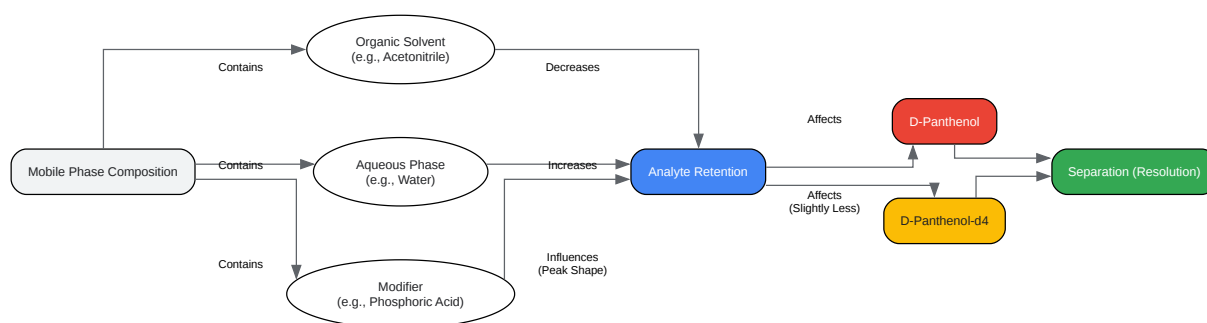 Organic Solvent
(e.g., Acetonitrile)
Contains
Decreases
Affects
D-Panthenol
Mobile Phase Composition
Contains
Aqueous Phase
(e.g., Water)
Increases
Analyte Retention
Separation (Resolution)
Affects
(Slightly Less)
D-Panthenol-d4
Contains
Influences
(Peak Shape)
Modifier
(e.g., Phosphoric Acid)